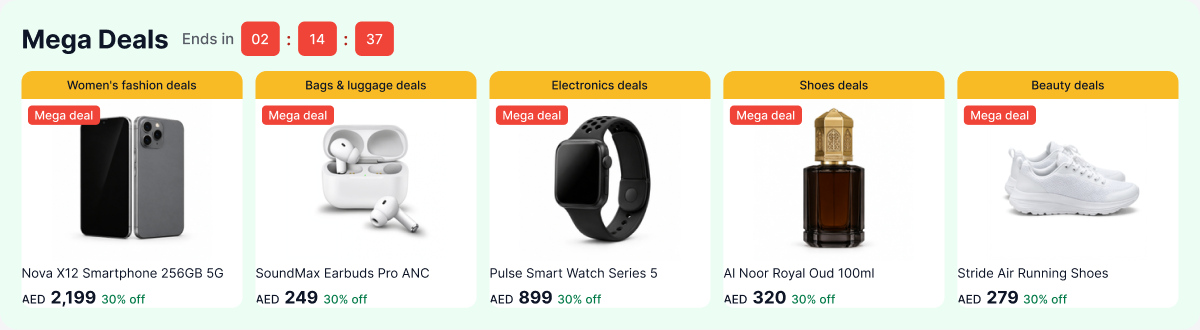 Mega Deals Ends in 02 : 14 : 37
Women's fashion deals
Mega deal
Nova X12 Smartphone 256GB 5G
AED 2,199 30% off
Bags & luggage deals
Mega deal
SoundMax Earbuds Pro ANC
AED 249 30% off
Electronics deals
Mega deal
Pulse Smart Watch Series 5
AED 899 30% off
Shoes deals
Mega deal
Al Noor Royal Oud 100ml
AED 320 30% off
Beauty deals
Mega deal
Stride Air Running Shoes
AED 279 30% off